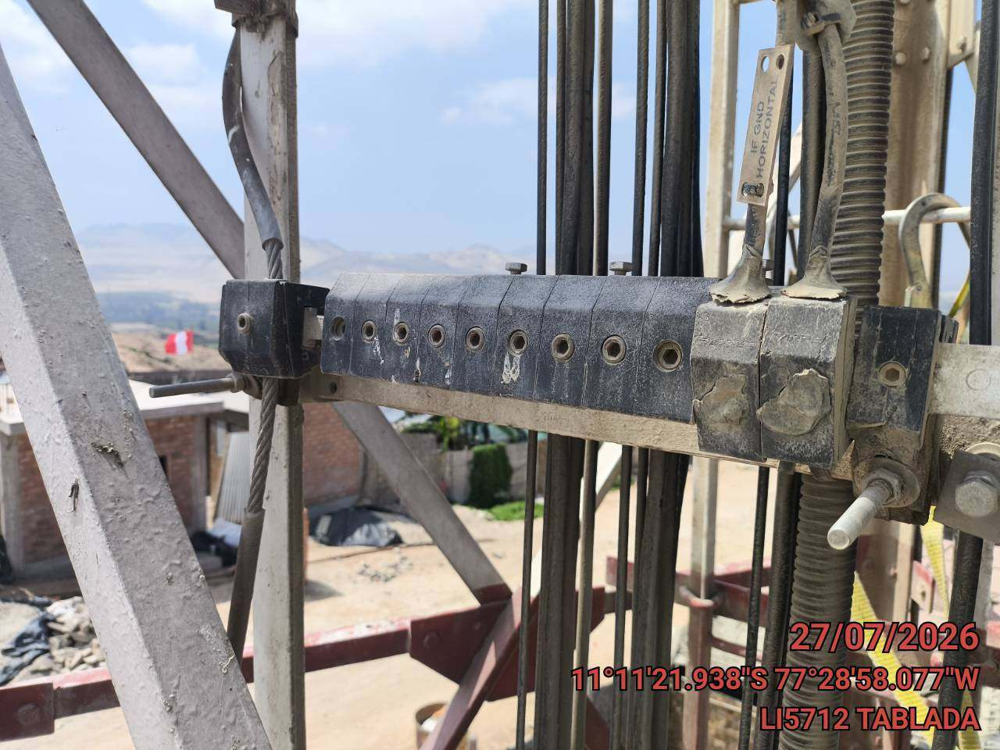 IF GND
HORIZONTAL
27/07/2026
11°11'21.938"S 77°28'58.077"W
LI5712 TABLADA